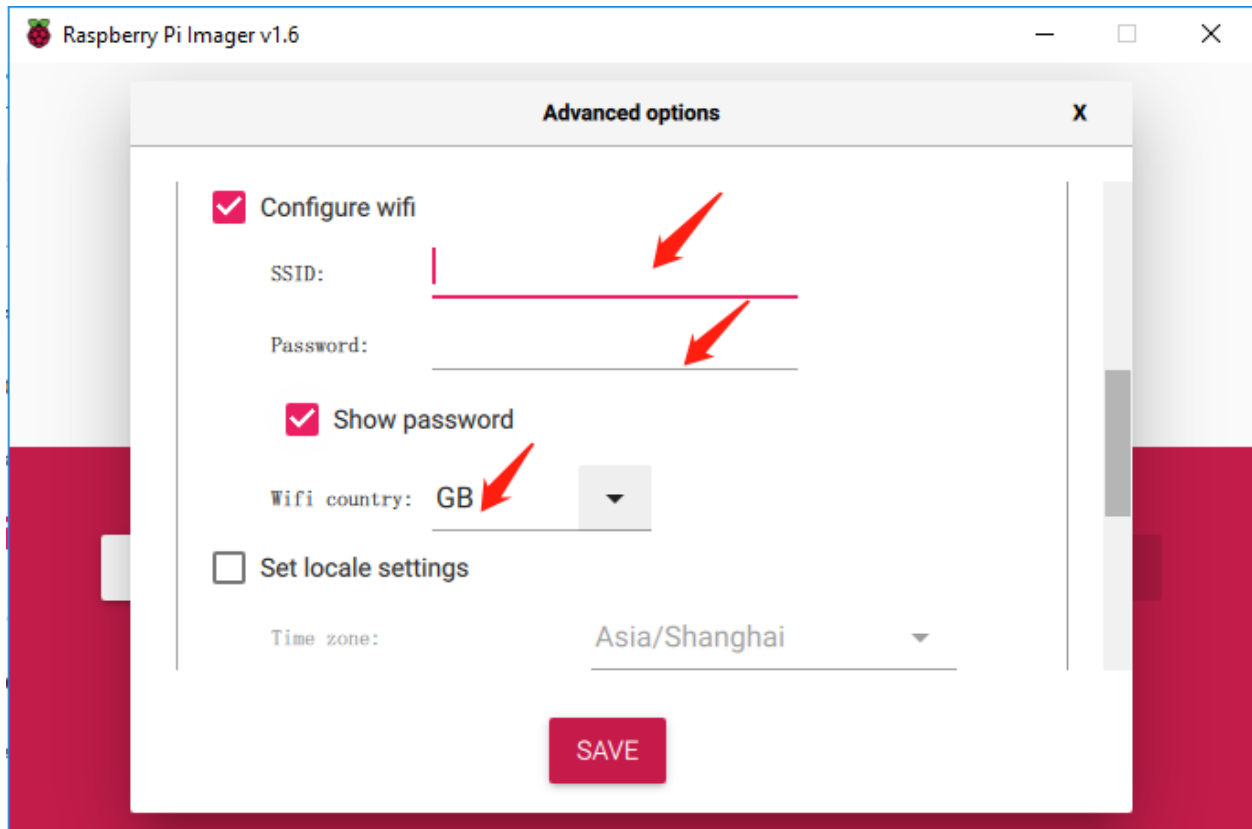 Raspberry Pi Imager v1.6
Advanced options
X
Configure wifi
SSID:
Password:
Show password
Wifi country: GB
Set locale settings
Time zone: Asia/Shanghai
SAVE